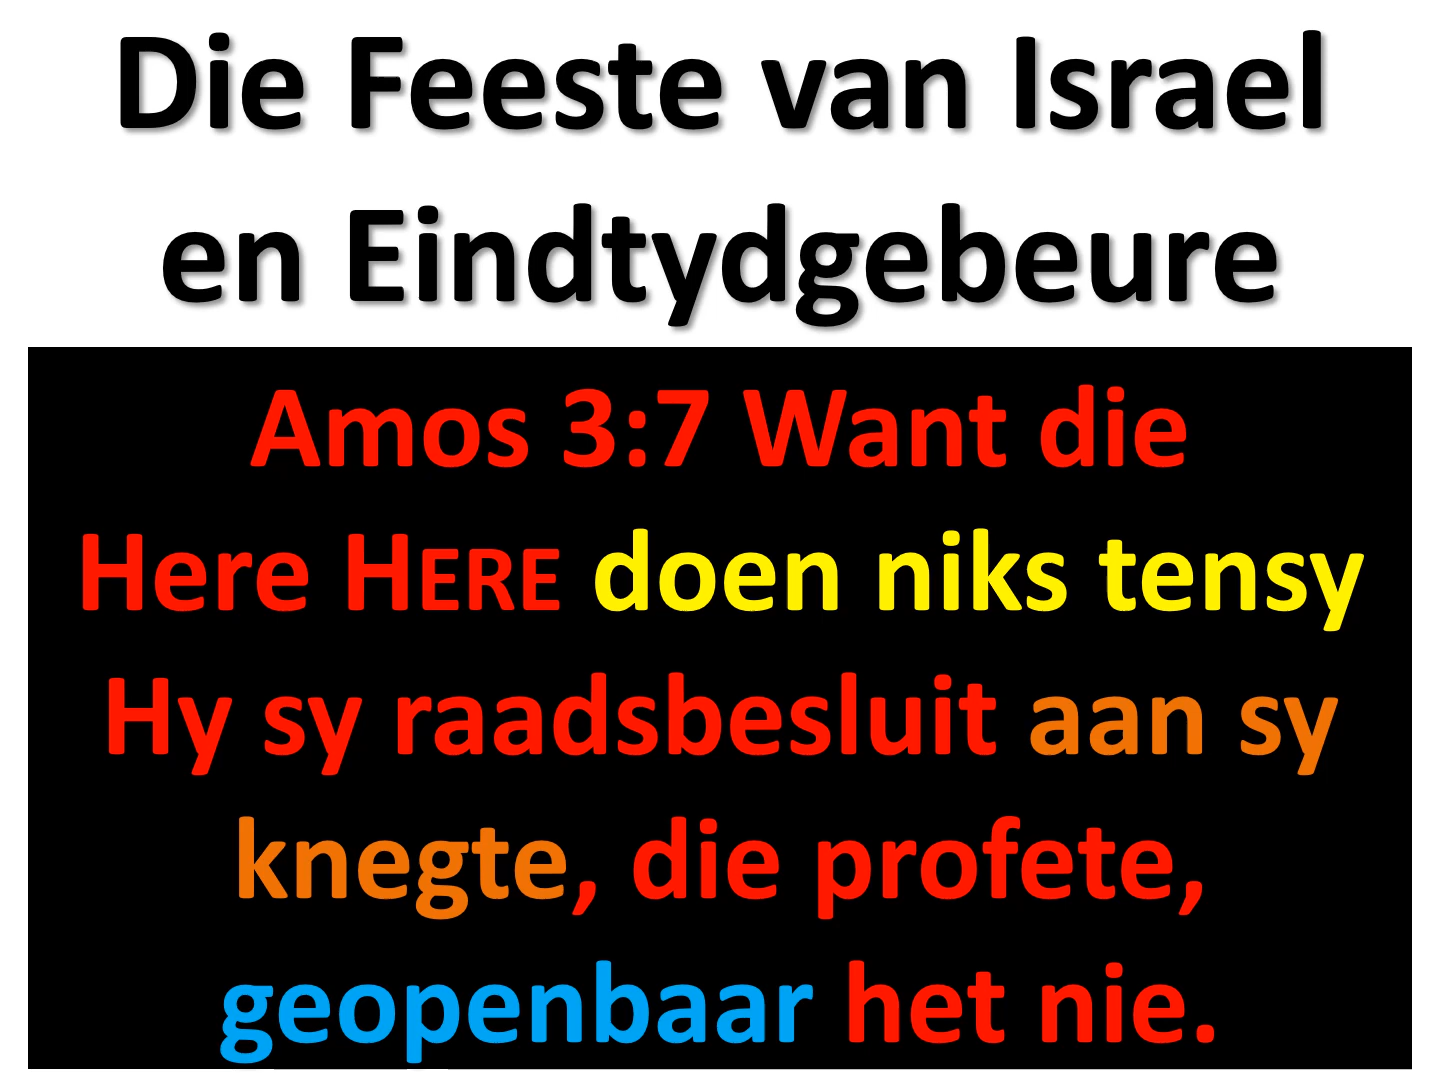 Die Feeste van Israel
en Eindtydgebeure
Amos 3:7 Want die
Here HERE doen niks tensy
Hy sy raadsbesluit aan sy
knegte, die profete,
geopenbaar het nie.